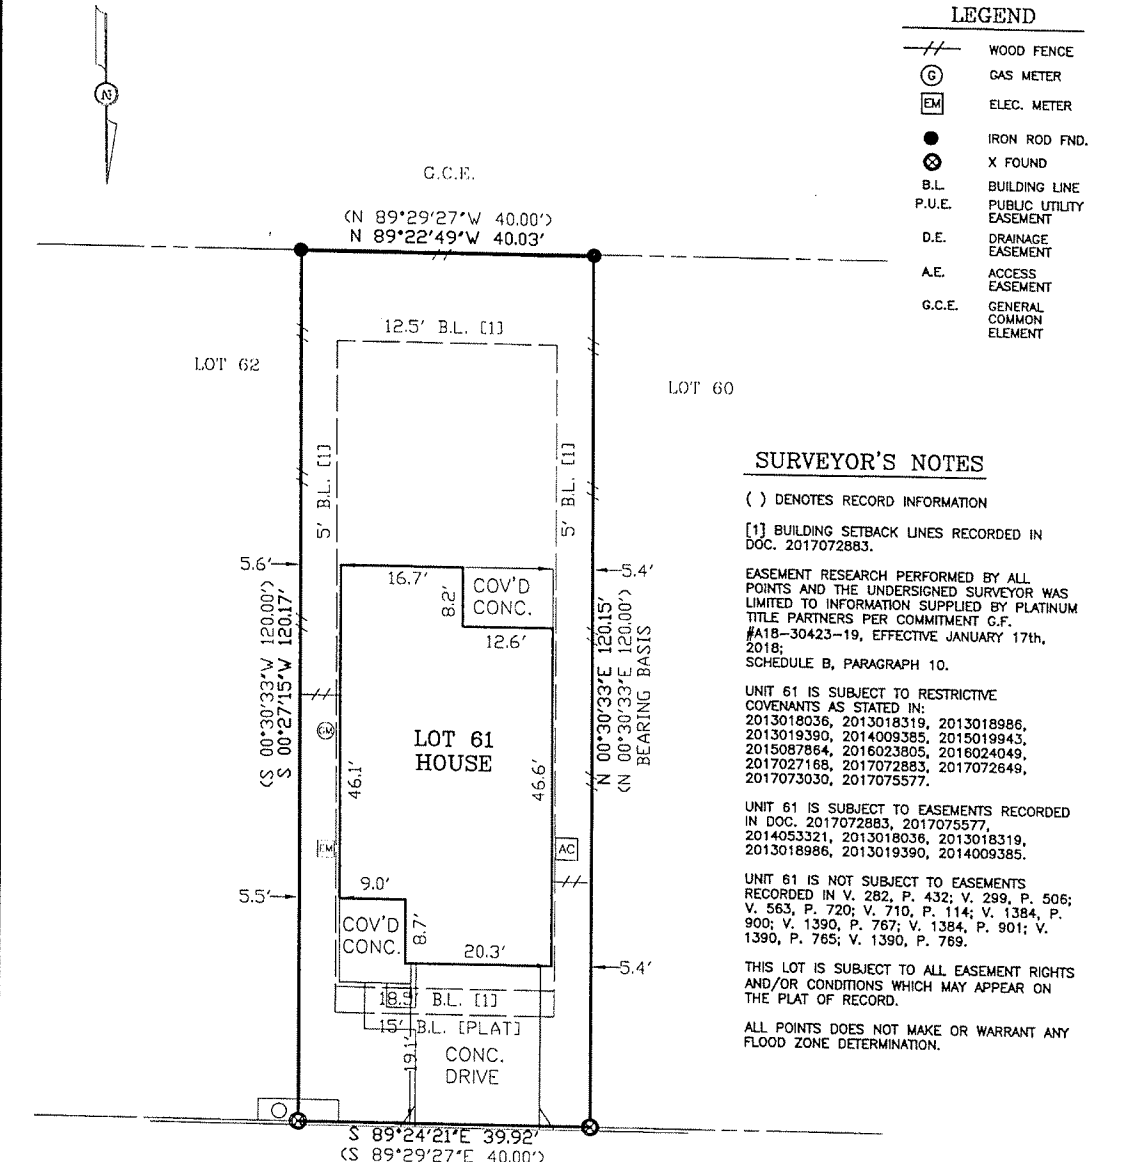 LEGEND
WOOD FENCE
G GAS METER
EM ELEC. METER
IRON ROD FND.
X FOUND
B.L. BUILDING LINE
P.U.E. PUBLIC UTILITY
EASEMENT
D.E. DRAINAGE
EASEMENT
A.E. ACCESS
EASEMENT
G.C.E. GENERAL
COMMON
ELEMENT
N
G.C.E.
(N 89°29'27"W 40.00')
N 89°22'49"W 40.03'
12.5' B.L. [1]
LOT 62
LOT 60
5' B.L. [1]
5' B.L. [1]
5.6'
5.4'
16.7'
8.2'
COV'D
CONC.
12.6'
(S 00°30'33"W 120.00')
S 00°27'15"W 120.17'
N 00°30'33"E 120.15'
(N 00°30'33"E 120.00')
BEARING BASIS
GM
LOT 61
HOUSE
46.1'
46.6'
EM
AC
9.0'
5.5'
COV'D
CONC.
8.7'
20.3'
5.4'
18.5' B.L. [1]
15' B.L. [PLAT]
19.1'
CONC.
DRIVE
S 89°24'21"E 39.92'
(S 89°29'27"E 40.00')
SURVEYOR'S NOTES
( ) DENOTES RECORD INFORMATION
[1] BUILDING SETBACK LINES RECORDED IN
DOC. 2017072883.
EASEMENT RESEARCH PERFORMED BY ALL
POINTS AND THE UNDERSIGNED SURVEYOR WAS
LIMITED TO INFORMATION SUPPLIED BY PLATINUM
TITLE PARTNERS PER COMMITMENT G.F.
#A18-30423-19, EFFECTIVE JANUARY 17th,
2018;
SCHEDULE B, PARAGRAPH 10.
UNIT 61 IS SUBJECT TO RESTRICTIVE
COVENANTS AS STATED IN:
2013018036, 2013018319, 2013018986,
2013019390, 2014009385, 2015019943,
2015087864, 2016023805, 2016024049,
2017027168, 2017072883, 2017072649,
2017073030, 2017075577.
UNIT 61 IS SUBJECT TO EASEMENTS RECORDED
IN DOC. 2017072883, 2017075577,
2014053321, 2013018036, 2013018319,
2013018986, 2013019390, 2014009385.
UNIT 61 IS NOT SUBJECT TO EASEMENTS
RECORDED IN V. 282, P. 432; V. 299, P. 506;
V. 563, P. 720; V. 710, P. 114; V. 1384, P.
900; V. 1390, P. 767; V. 1384, P. 901; V.
1390, P. 765; V. 1390, P. 769.
THIS LOT IS SUBJECT TO ALL EASEMENT RIGHTS
AND/OR CONDITIONS WHICH MAY APPEAR ON
THE PLAT OF RECORD.
ALL POINTS DOES NOT MAKE OR WARRANT ANY
FLOOD ZONE DETERMINATION.